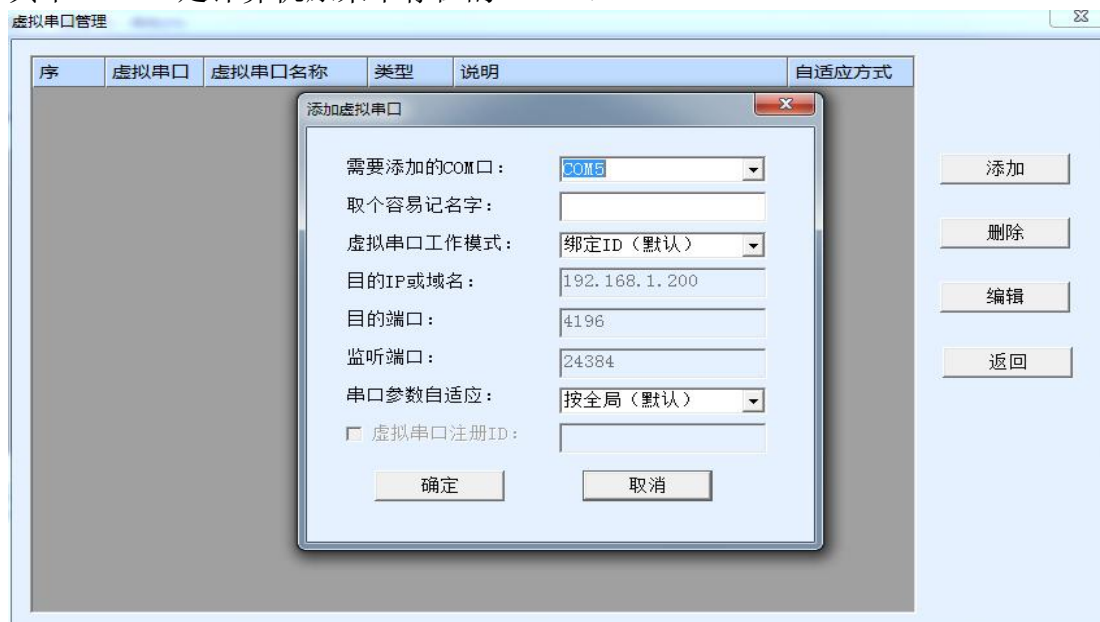 虚拟串口管理
序 虚拟串口 虚拟串口名称 类型 说明 自适应方式
添加虚拟串口
需要添加的COM口： COM5
取个容易记名字：
虚拟串口工作模式： 绑定ID（默认）
目的IP或域名： 192.168.1.200
目的端口： 4196
监听端口： 24384
串口参数自适应： 按全局（默认）
虚拟串口注册ID：
确定 取消
添加
删除
编辑
返回